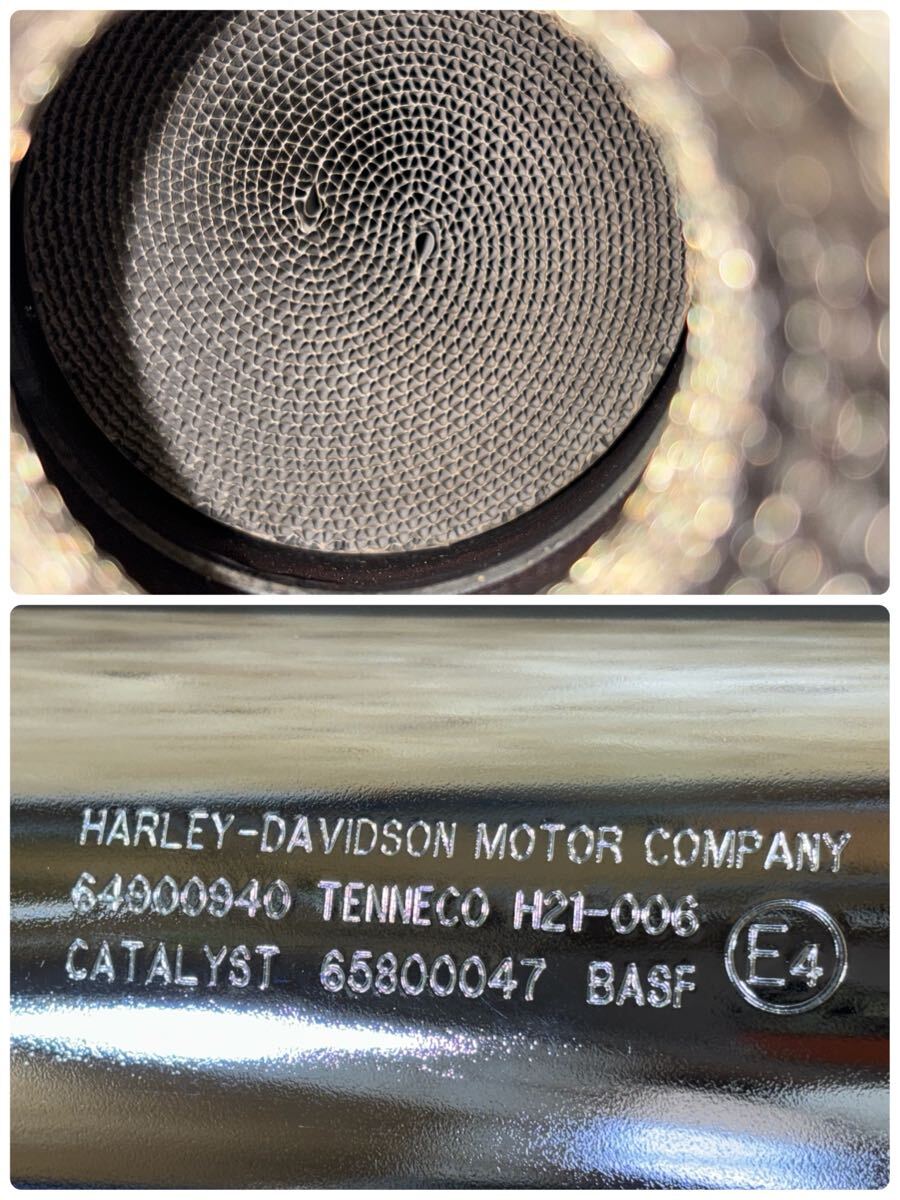 HARLEY-DAVIDSON MOTOR COMPANY
64900940 TENNECO H21-006
CATALYST 65800047 BASF E4